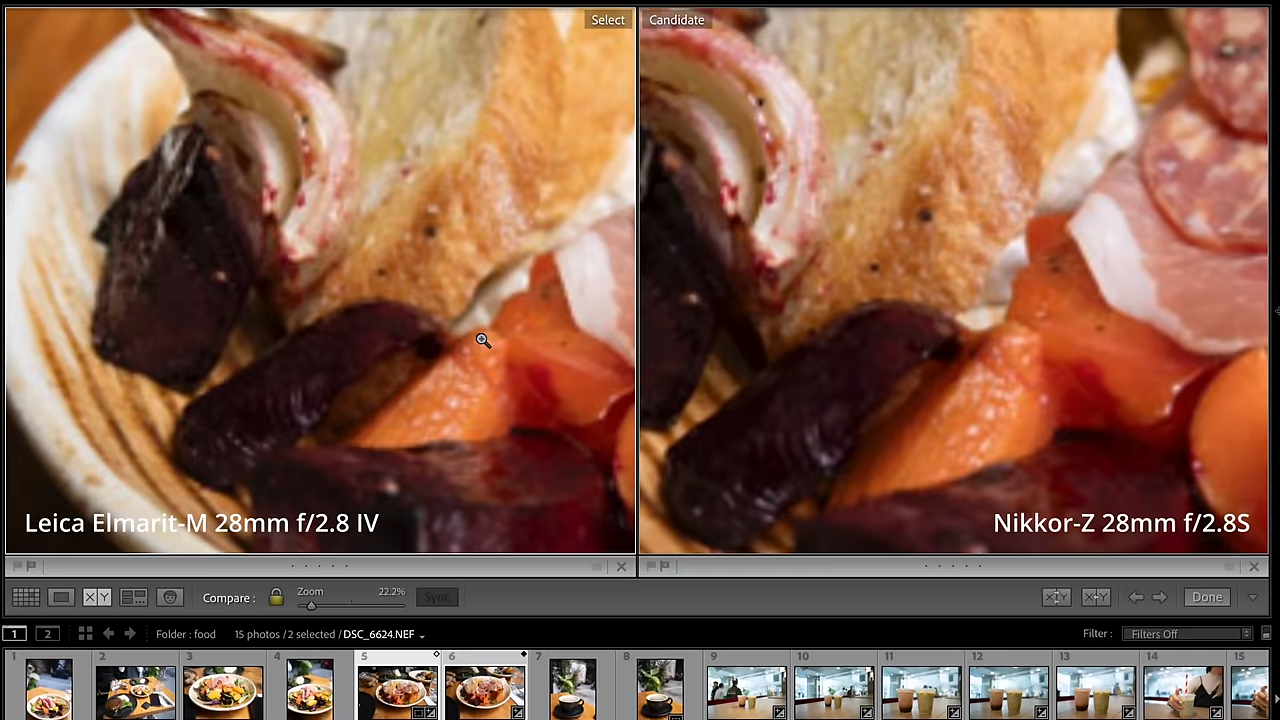 Select
Candidate
Leica Elmarit-M 28mm f/2.8 IV
Nikkor-Z 28mm f/2.8S
X Y
Compare :
Zoom
22.2%
Sync
X Y
X Y
Done
1
2
Folder : food
15 photos / 2 selected / DSC_6624.NEF
Filter :
Filters Off
1
2
3
4
5
6
7
8
9
10
11
12
13
14
15